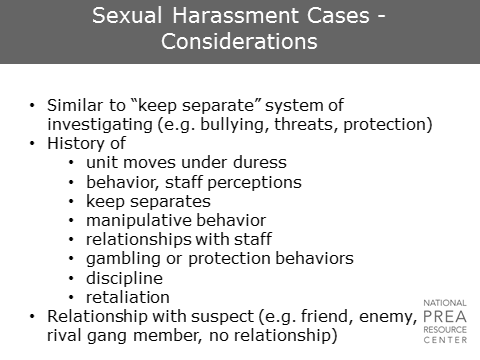 Sexual Harassment Cases -
Considerations
• Similar to “keep separate” system of
investigating (e.g. bullying, threats, protection)
• History of
• unit moves under duress
• behavior, staff perceptions
• keep separates
• manipulative behavior
• relationships with staff
• gambling or protection behaviors
• discipline
• retaliation
• Relationship with suspect (e.g. friend, enemy,
rival gang member, no relationship)
NATIONAL
PREA
RESOURCE
CENTER